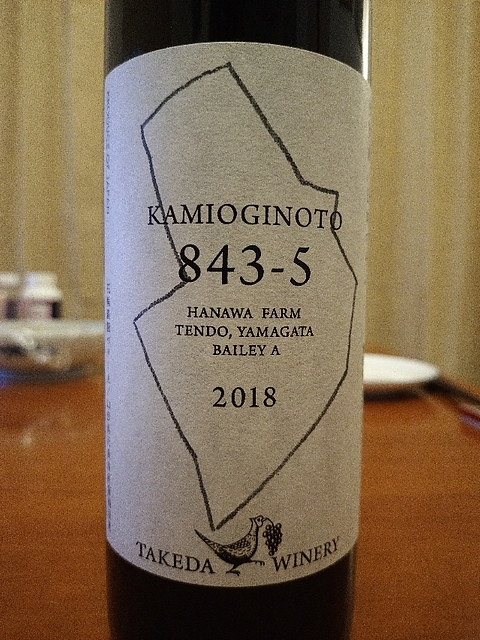 KAMIOGINOTO
843-5
HANAWA FARM
TENDO, YAMAGATA
BAILEY A
2018
TAKEDA WINERY